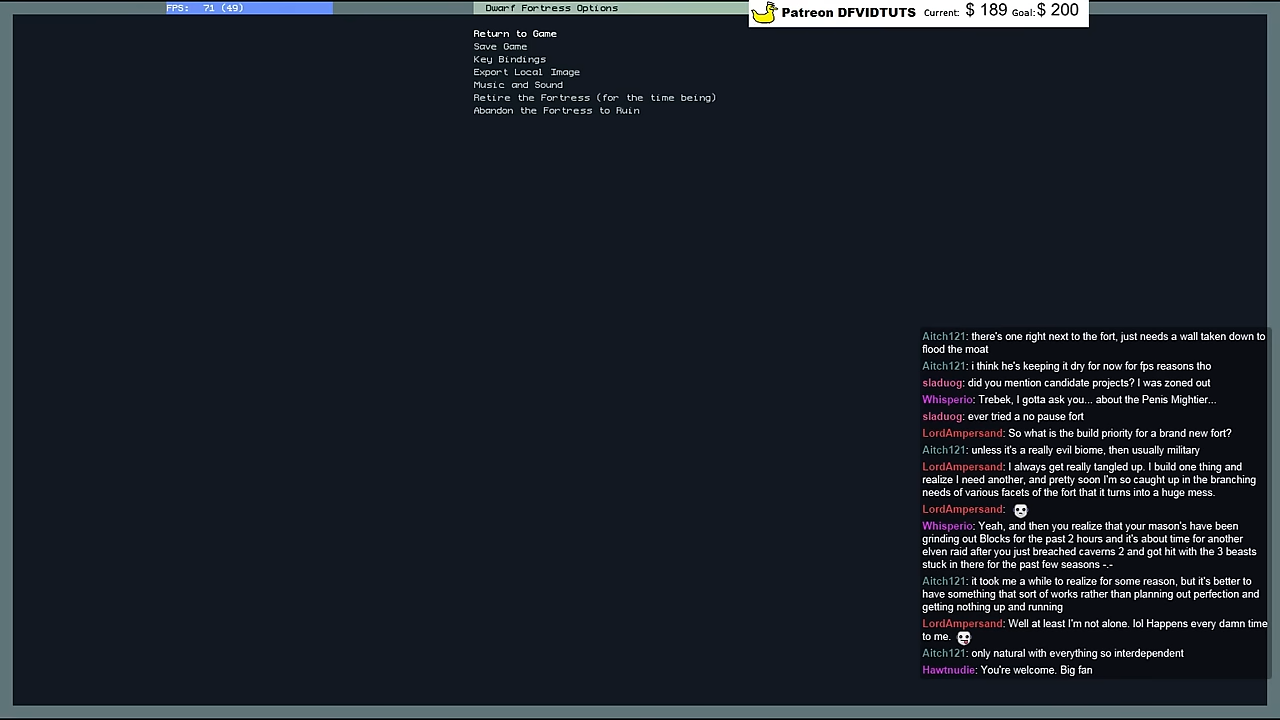 FPS: 71 (49)
Dwarf Fortress Options
Patreon DFVIDTUTS Current: $ 189 Goal: $ 200
Return to Game
Save Game
Key Bindings
Export Local Image
Music and Sound
Retire the Fortress (for the time being)
Abandon the Fortress to Ruin
Aitch121: there's one right next to the fort, just needs a wall taken down to
flood the moat
Aitch121: i think he's keeping it dry for now for fps reasons tho
sladuog: did you mention candidate projects? I was zoned out
Whisperio: Trebek, I gotta ask you... about the Penis Mightier...
sladuog: ever tried a no pause fort
LordAmpersand: So what is the build priority for a brand new fort?
Aitch121: unless it's a really evil biome, then usually military
LordAmpersand: I always get really tangled up. I build one thing and
realize I need another, and pretty soon I'm so caught up in the branching
needs of various facets of the fort that it turns into a huge mess.
LordAmpersand:
Whisperio: Yeah, and then you realize that your mason's have been
grinding out Blocks for the past 2 hours and it's about time for another
elven raid after you just breached caverns 2 and got hit with the 3 beasts
stuck in there for the past few seasons -.-
Aitch121: it took me a while to realize for some reason, but it's better to
have something that sort of works rather than planning out perfection and
getting nothing up and running
LordAmpersand: Well at least I'm not alone. lol Happens every damn time
to me.
Aitch121: only natural with everything so interdependent
Hawtnudie: You're welcome. Big fan